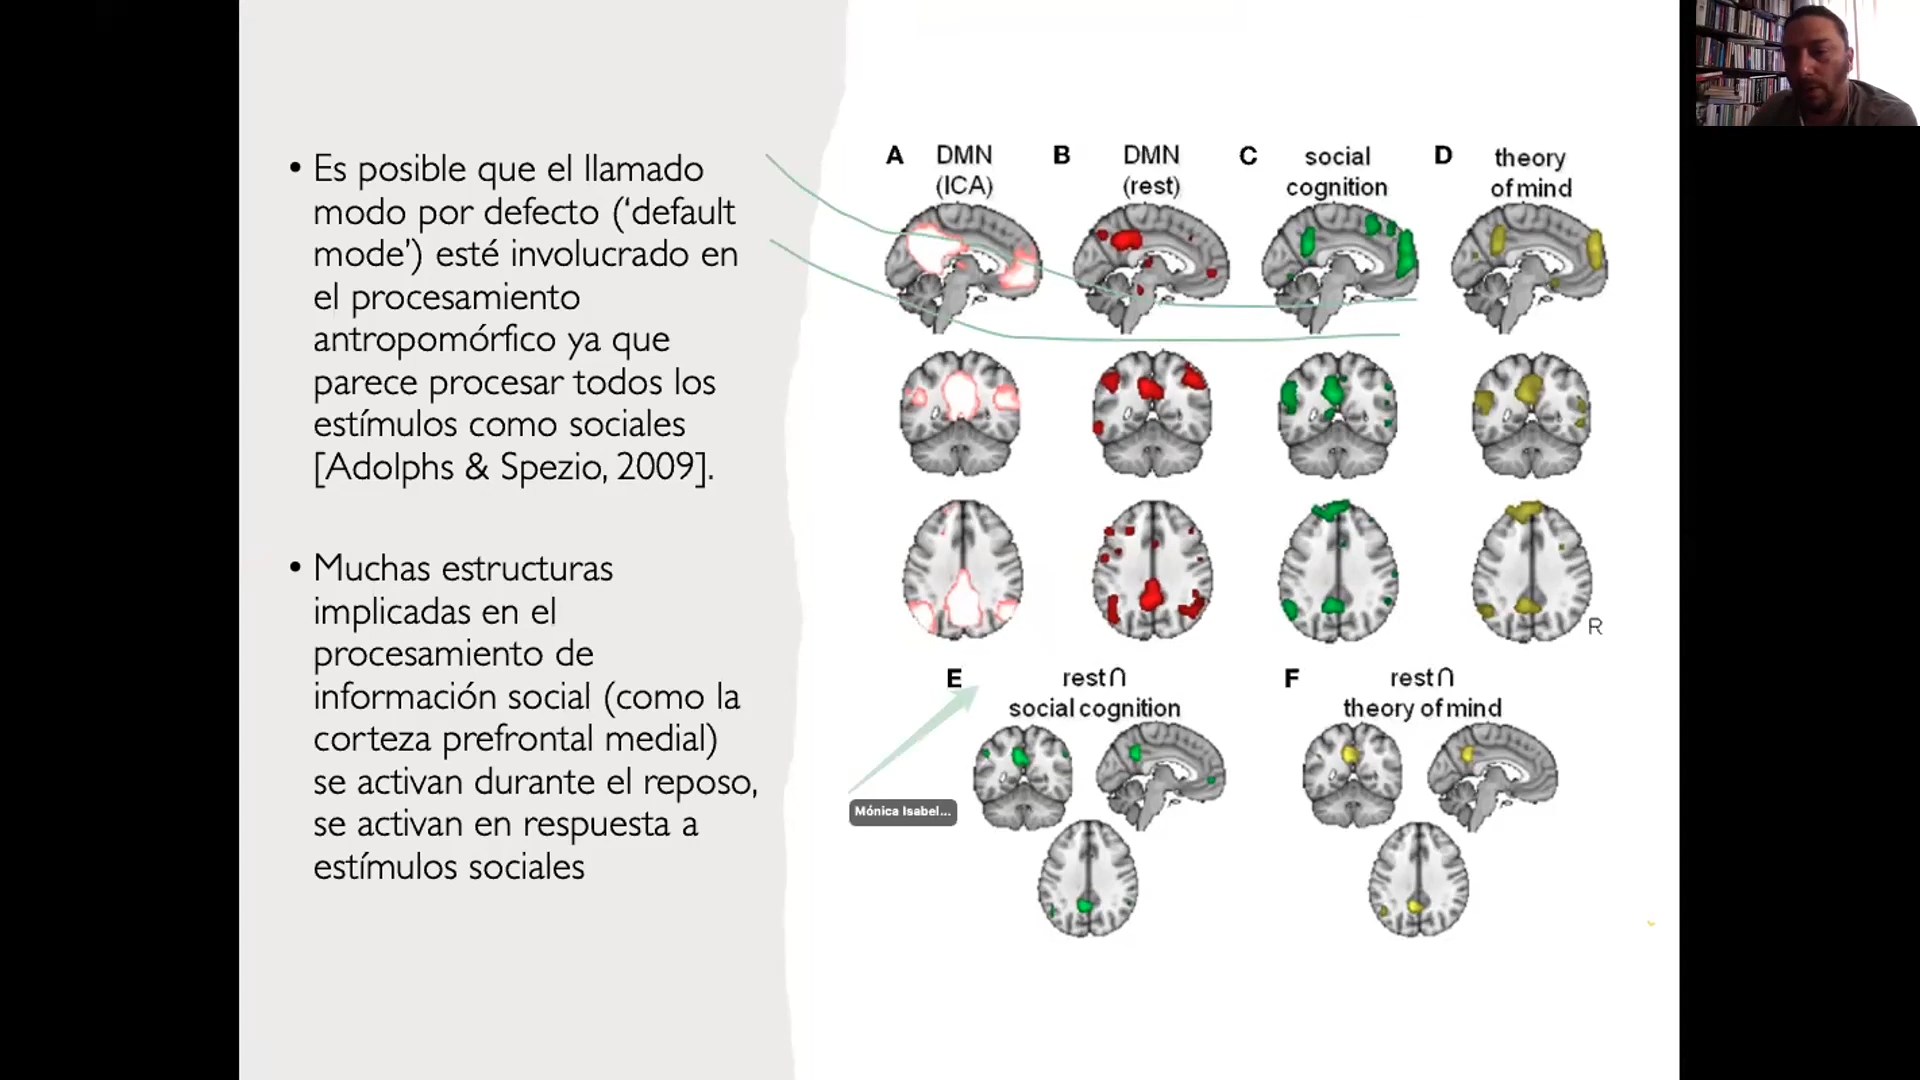 • Es posible que el llamado
modo por defecto (‘default
mode’) esté involucrado en
el procesamiento
antropomórfico ya que
parece procesar todos los
estímulos como sociales
[Adolphs & Spezio, 2009].
• Muchas estructuras
implicadas en el
procesamiento de
información social (como la
corteza prefrontal medial)
se activan durante el reposo,
se activan en respuesta a
estímulos sociales
A DMN
(ICA)
B DMN
(rest)
C social
cognition
D theory
of mind
R
E rest∩
social cognition
F rest∩
theory of mind
Mónica Isabel...